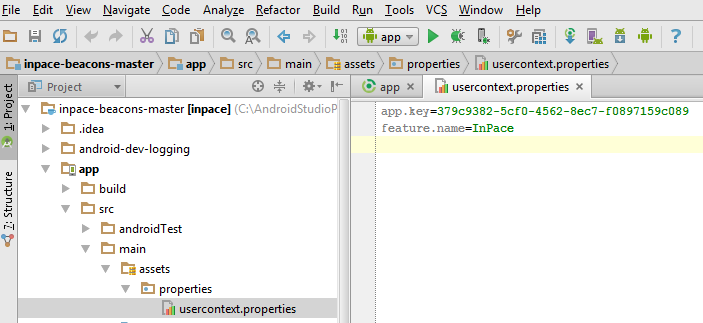 File Edit View Navigate Code Analyze Refactor Build Run Tools VCS Window Help
app
inpace-beacons-master app src main assets properties usercontext.properties
1: Project
7: Structure
Project
inpace-beacons-master [inpace] (C:\AndroidStudioP
.idea
android-dev-logging
app
build
src
androidTest
main
assets
properties
usercontext.properties
app usercontext.properties
app.key=379c9382-5cf0-4562-8ec7-f0897159c089
feature.name=InPace